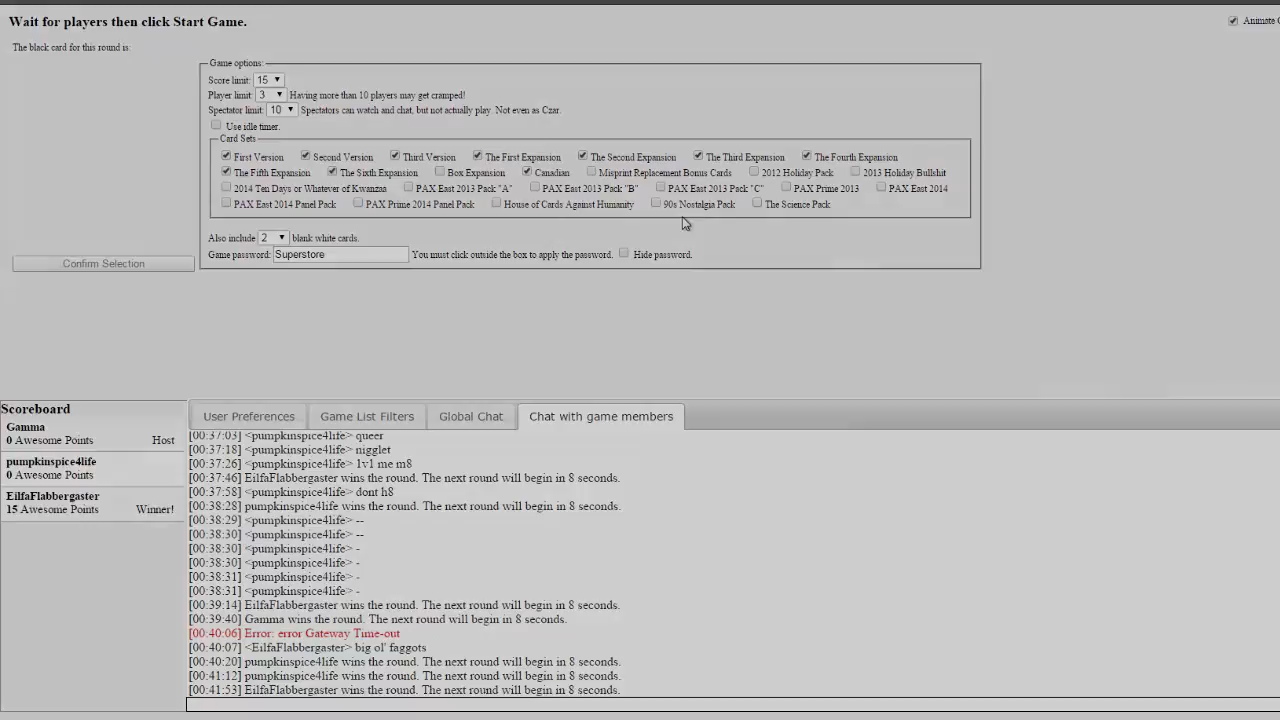 Wait for players then click Start Game.
Animate
The black card for this round is:
Game options:
Score limit: 15
Player limit: 3 Having more than 10 players may get cramped!
Spectator limit: 10 Spectators can watch and chat, but not actually play. Not even as Czar.
Use idle timer.
Card Sets
First Version Second Version Third Version The First Expansion The Second Expansion The Third Expansion The Fourth Expansion
The Fifth Expansion The Sixth Expansion Box Expansion Canadian Misprint Replacement Bonus Cards 2012 Holiday Pack 2013 Holiday Bullshit
2014 Ten Days or Whatever of Kwanzaa PAX East 2013 Pack "A" PAX East 2013 Pack "B" PAX East 2013 Pack "C" PAX Prime 2013 PAX East 2014
PAX East 2014 Panel Pack PAX Prime 2014 Panel Pack House of Cards Against Humanity 90s Nostalgia Pack The Science Pack
Also include 2 blank white cards.
Game password: Superstore You must click outside the box to apply the password. Hide password.
Confirm Selection
Scoreboard
Gamma
0 Awesome Points Host
pumpkinspice4life
0 Awesome Points
EilfaFlabbergaster
15 Awesome Points Winner!
User Preferences Game List Filters Global Chat Chat with game members
[00:37:03] <pumpkinspice4life> queer
[00:37:18] <pumpkinspice4life> nigglet
[00:37:26] <pumpkinspice4life> 1v1 me m8
[00:37:46] EilfaFlabbergaster wins the round. The next round will begin in 8 seconds.
[00:37:58] <pumpkinspice4life> dont h8
[00:38:28] pumpkinspice4life wins the round. The next round will begin in 8 seconds.
[00:38:29] <pumpkinspice4life> --
[00:38:30] <pumpkinspice4life> --
[00:38:30] <pumpkinspice4life> -
[00:38:30] <pumpkinspice4life> -
[00:38:31] <pumpkinspice4life> -
[00:38:31] <pumpkinspice4life> -
[00:39:14] EilfaFlabbergaster wins the round. The next round will begin in 8 seconds.
[00:39:40] Gamma wins the round. The next round will begin in 8 seconds.
[00:40:06] Error: error Gateway Time-out
[00:40:07] <EilfaFlabbergaster> big ol' faggots
[00:40:20] pumpkinspice4life wins the round. The next round will begin in 8 seconds.
[00:41:12] pumpkinspice4life wins the round. The next round will begin in 8 seconds.
[00:41:53] EilfaFlabbergaster wins the round. The next round will begin in 8 seconds.